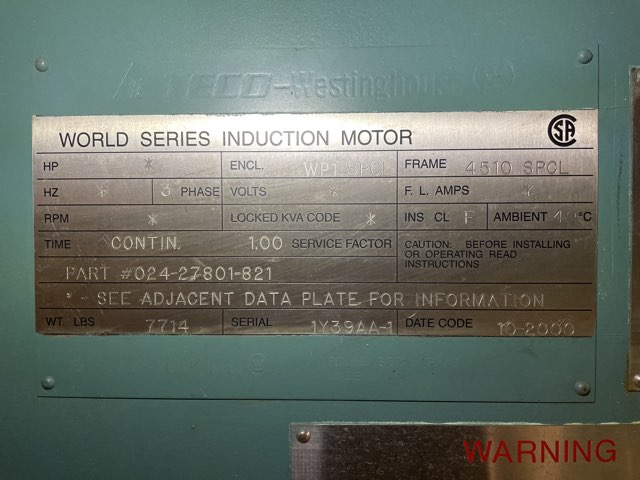 TECO-Westinghouse
WORLD SERIES INDUCTION MOTOR
HP * ENCL. WP1 SPCL FRAME 4510 SPCL
HZ * 3 PHASE VOLTS * F. L. AMPS *
RPM * LOCKED KVA CODE * INS CL F AMBIENT 40°C
TIME CONTIN. 1.00 SERVICE FACTOR
CAUTION: BEFORE INSTALLING
OR OPERATING READ
INSTRUCTIONS
PART #024-27801-821
* - SEE ADJACENT DATA PLATE FOR INFORMATION
WT. LBS 7714 SERIAL 1Y39AA-1 DATE CODE 10-2000
WARNING